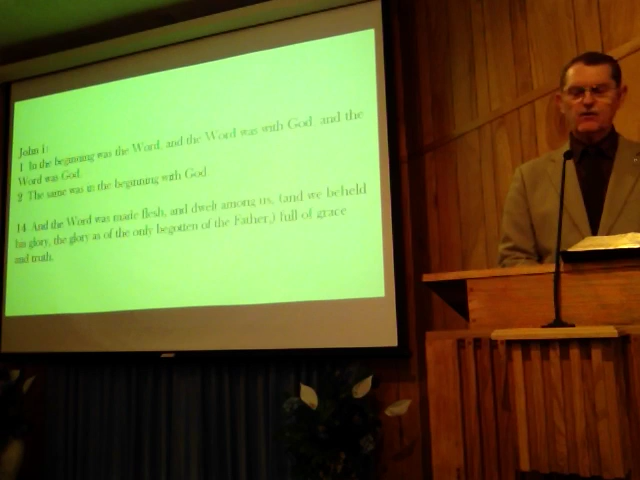 John 1:
1 In the beginning was the Word, and the Word was with God, and the
Word was God.
2 The same was in the beginning with God.
14 And the Word was made flesh, and dwelt among us, (and we beheld
his glory, the glory as of the only begotten of the Father,) full of grace
and truth.